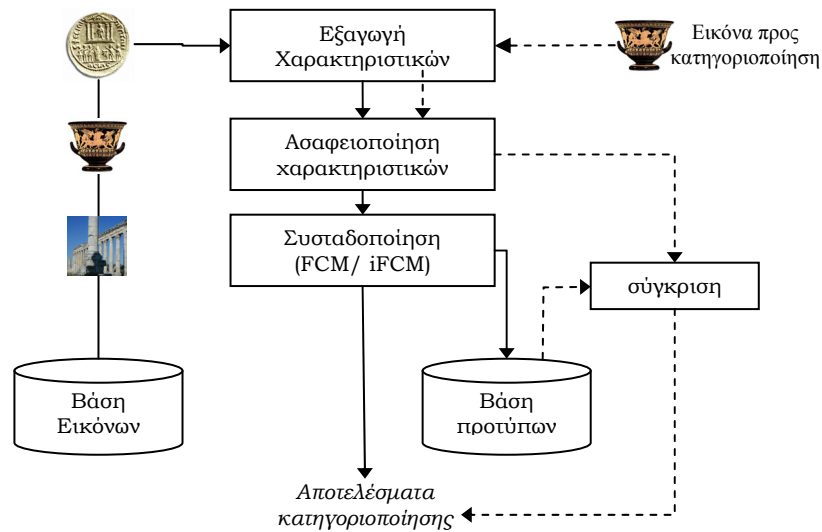 Εξαγωγή
Χαρακτηριστικών
Εικόνα προς
κατηγοριοποίηση
Ασαφειοποίηση
χαρακτηριστικών
Συσταδοποίηση
(FCM/ iFCM)
σύγκριση
Βάση
Εικόνων
Βάση
προτύπων
Αποτελέσματα
κατηγοριοποίησης